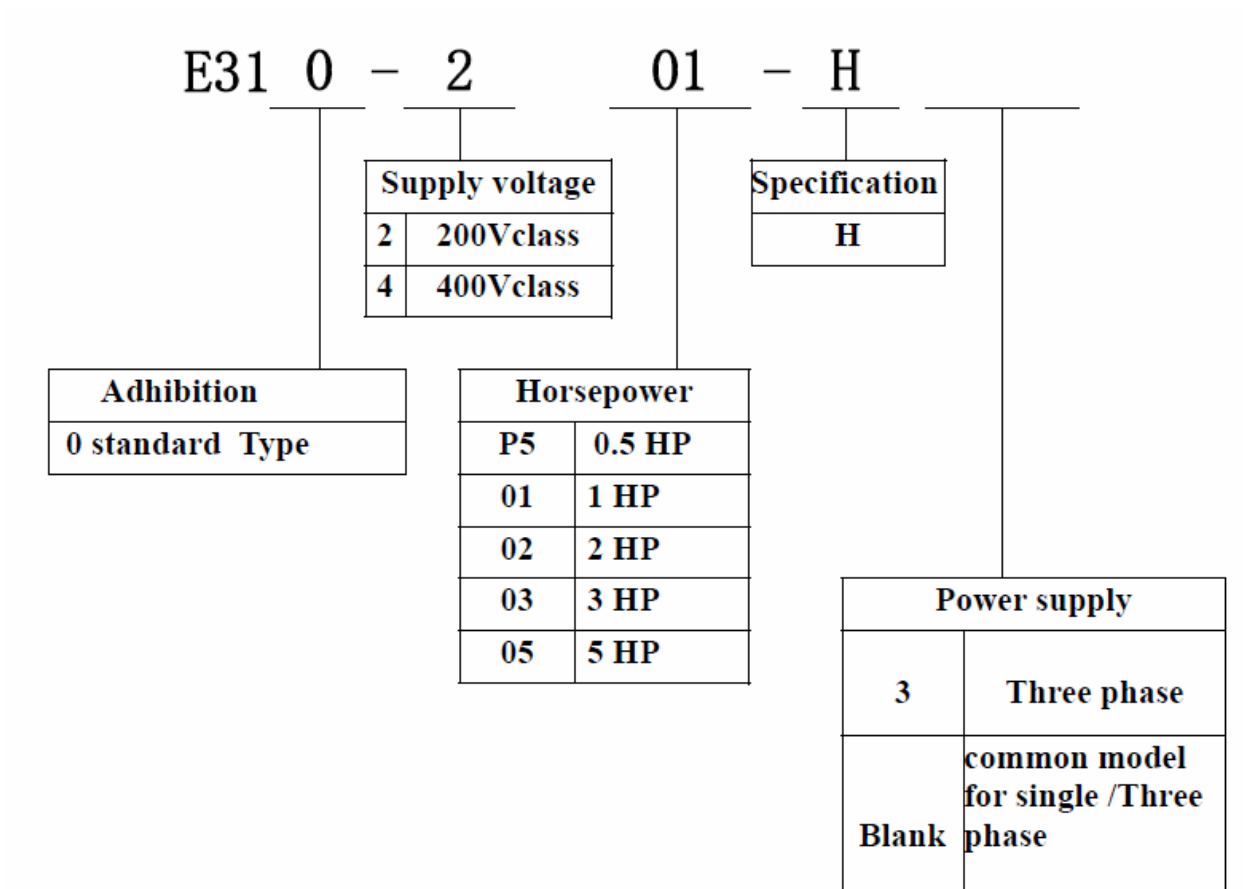 E31 0 - 2 01 - H
Supply voltage
2 200Vclass
4 400Vclass
Specification
H
Adhibition
0 standard Type
Horsepower
P5 0.5 HP
01 1 HP
02 2 HP
03 3 HP
05 5 HP
Power supply
3 Three phase
common model
for single /Three
Blank phase